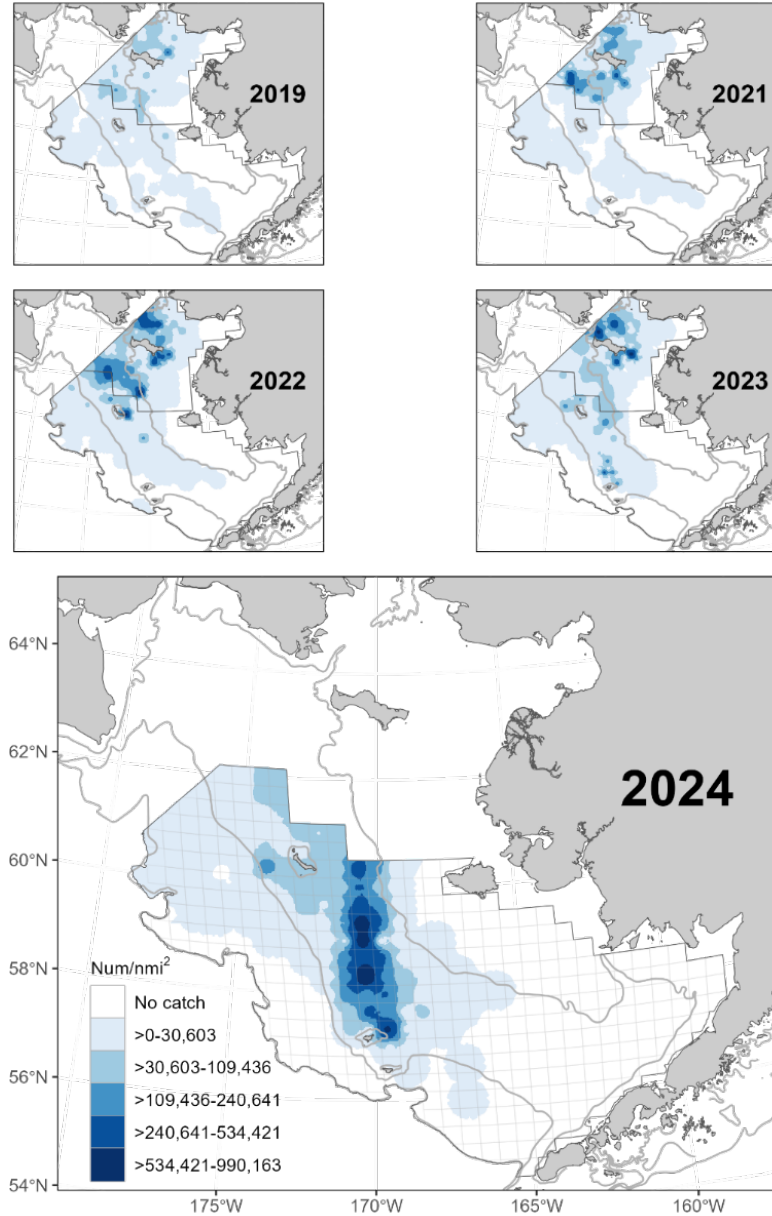 2019
2021
2022
2023
2024
64°N
62°N
60°N
58°N
56°N
54°N
Num/nmi²
No catch
>0-30,603
>30,603-109,436
>109,436-240,641
>240,641-534,421
>534,421-990,163
175°W
170°W
165°W
160°W